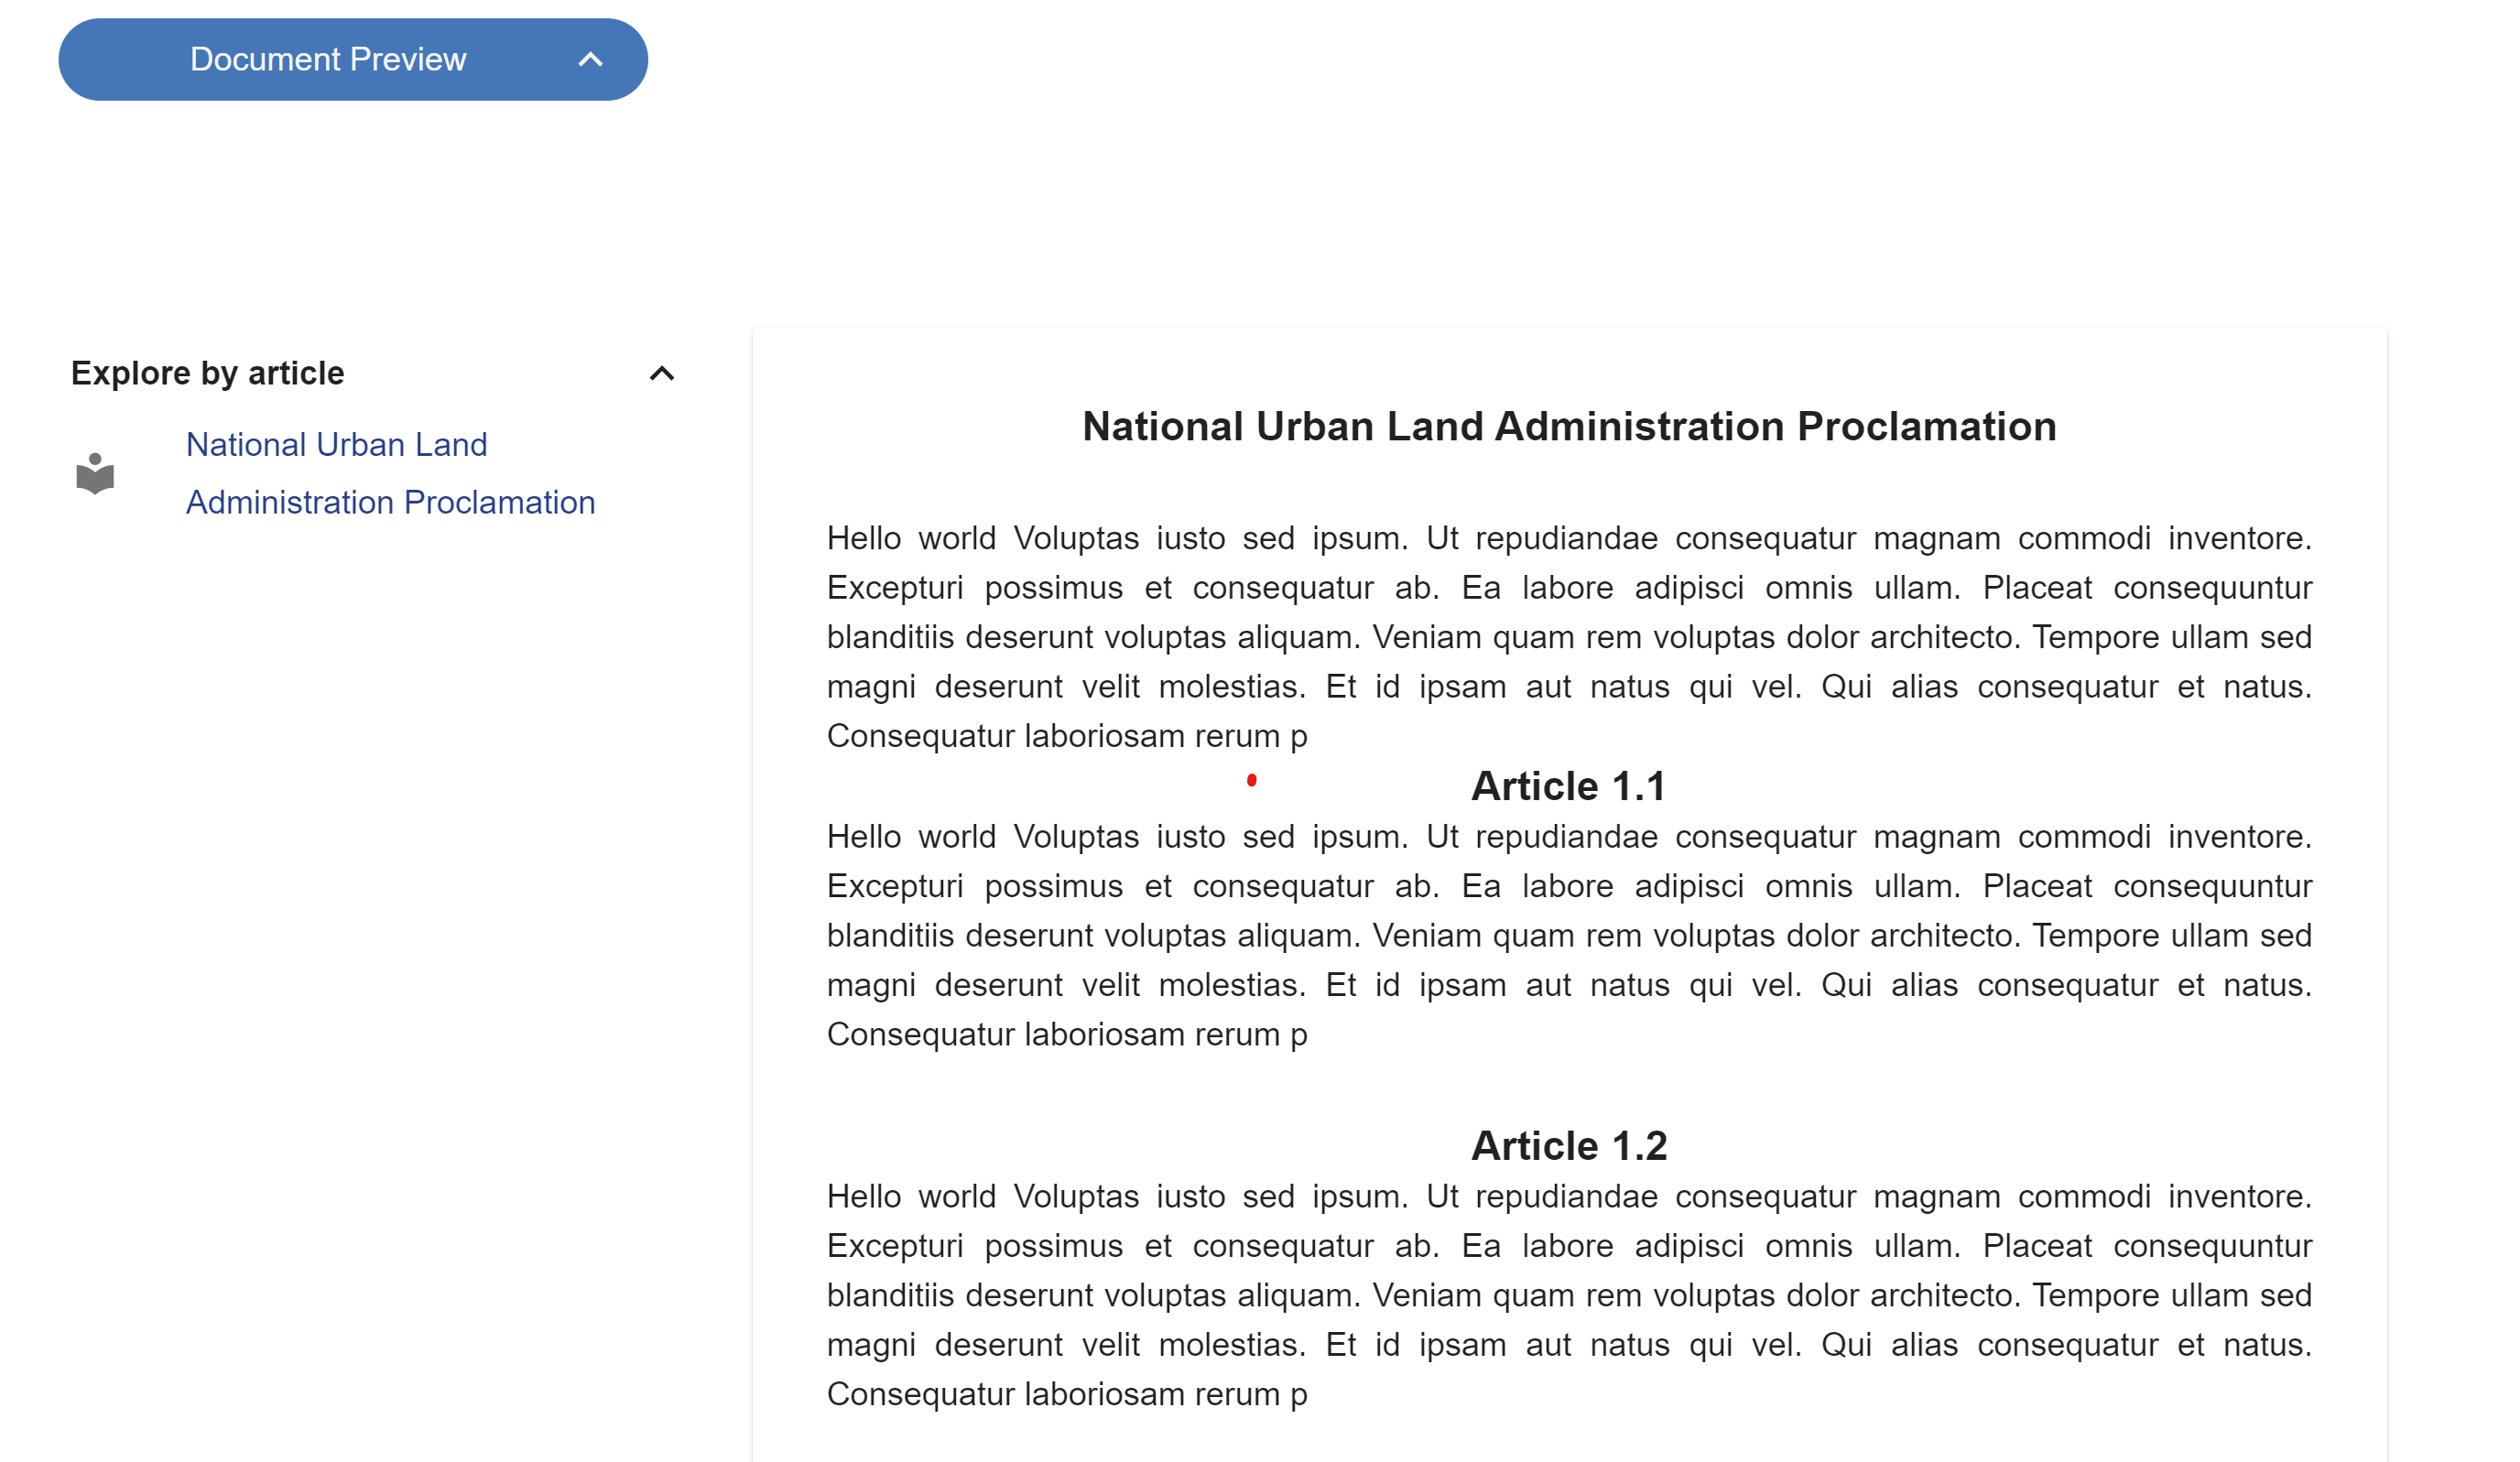 Document Preview
Explore by article
National Urban Land
Administration Proclamation
National Urban Land Administration Proclamation
Hello world Voluptas iusto sed ipsum. Ut repudiandae consequatur magnam commodi inventore.
Excepturi possimus et consequatur ab. Ea labore adipisci omnis ullam. Placeat consequuntur
blanditiis deserunt voluptas aliquam. Veniam quam rem voluptas dolor architecto. Tempore ullam sed
magni deserunt velit molestias. Et id ipsam aut natus qui vel. Qui alias consequatur et natus.
Consequatur laboriosam rerum p
Article 1.1
Hello world Voluptas iusto sed ipsum. Ut repudiandae consequatur magnam commodi inventore.
Excepturi possimus et consequatur ab. Ea labore adipisci omnis ullam. Placeat consequuntur
blanditiis deserunt voluptas aliquam. Veniam quam rem voluptas dolor architecto. Tempore ullam sed
magni deserunt velit molestias. Et id ipsam aut natus qui vel. Qui alias consequatur et natus.
Consequatur laboriosam rerum p
Article 1.2
Hello world Voluptas iusto sed ipsum. Ut repudiandae consequatur magnam commodi inventore.
Excepturi possimus et consequatur ab. Ea labore adipisci omnis ullam. Placeat consequuntur
blanditiis deserunt voluptas aliquam. Veniam quam rem voluptas dolor architecto. Tempore ullam sed
magni deserunt velit molestias. Et id ipsam aut natus qui vel. Qui alias consequatur et natus.
Consequatur laboriosam rerum p